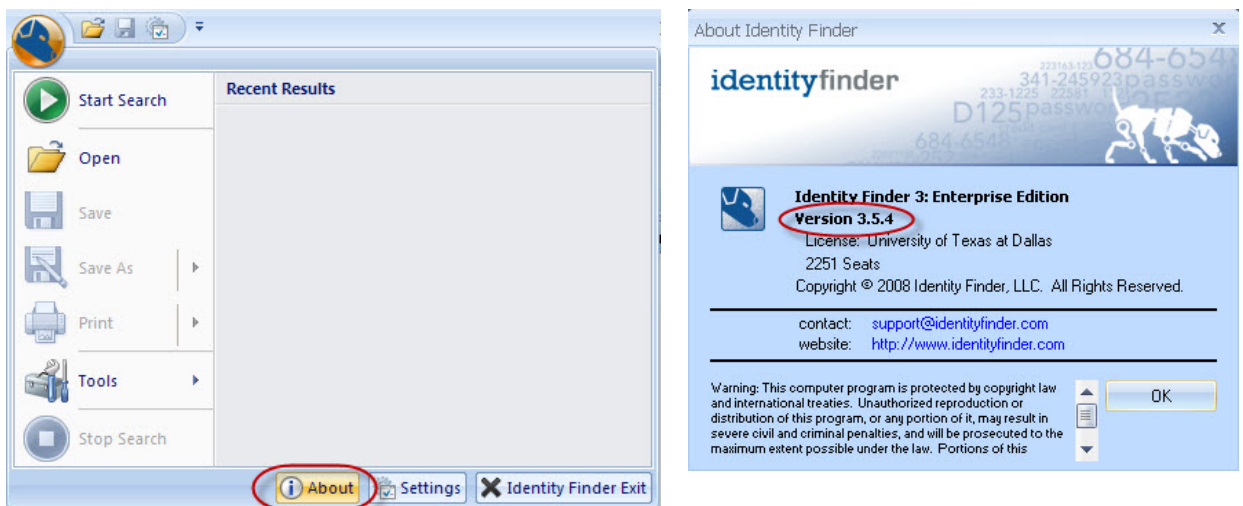 Start Search
Open
Save
Save As
Print
Tools
Stop Search
Recent Results
About
Settings
Identity Finder Exit
About Identity Finder
identityfinder
684-654
341-245923passwo
233-1225
D125passwo
684-6548
Identity Finder 3: Enterprise Edition
Version 3.5.4
License: University of Texas at Dallas
2251 Seats
Copyright © 2008 Identity Finder, LLC. All Rights Reserved.
contact: support@identityfinder.com
website: http://www.identityfinder.com
Warning: This computer program is protected by copyright law
and international treaties. Unauthorized reproduction or
distribution of this program, or any portion of it, may result in
severe civil and criminal penalties, and will be prosecuted to the
maximum extent possible under the law. Portions of this
OK